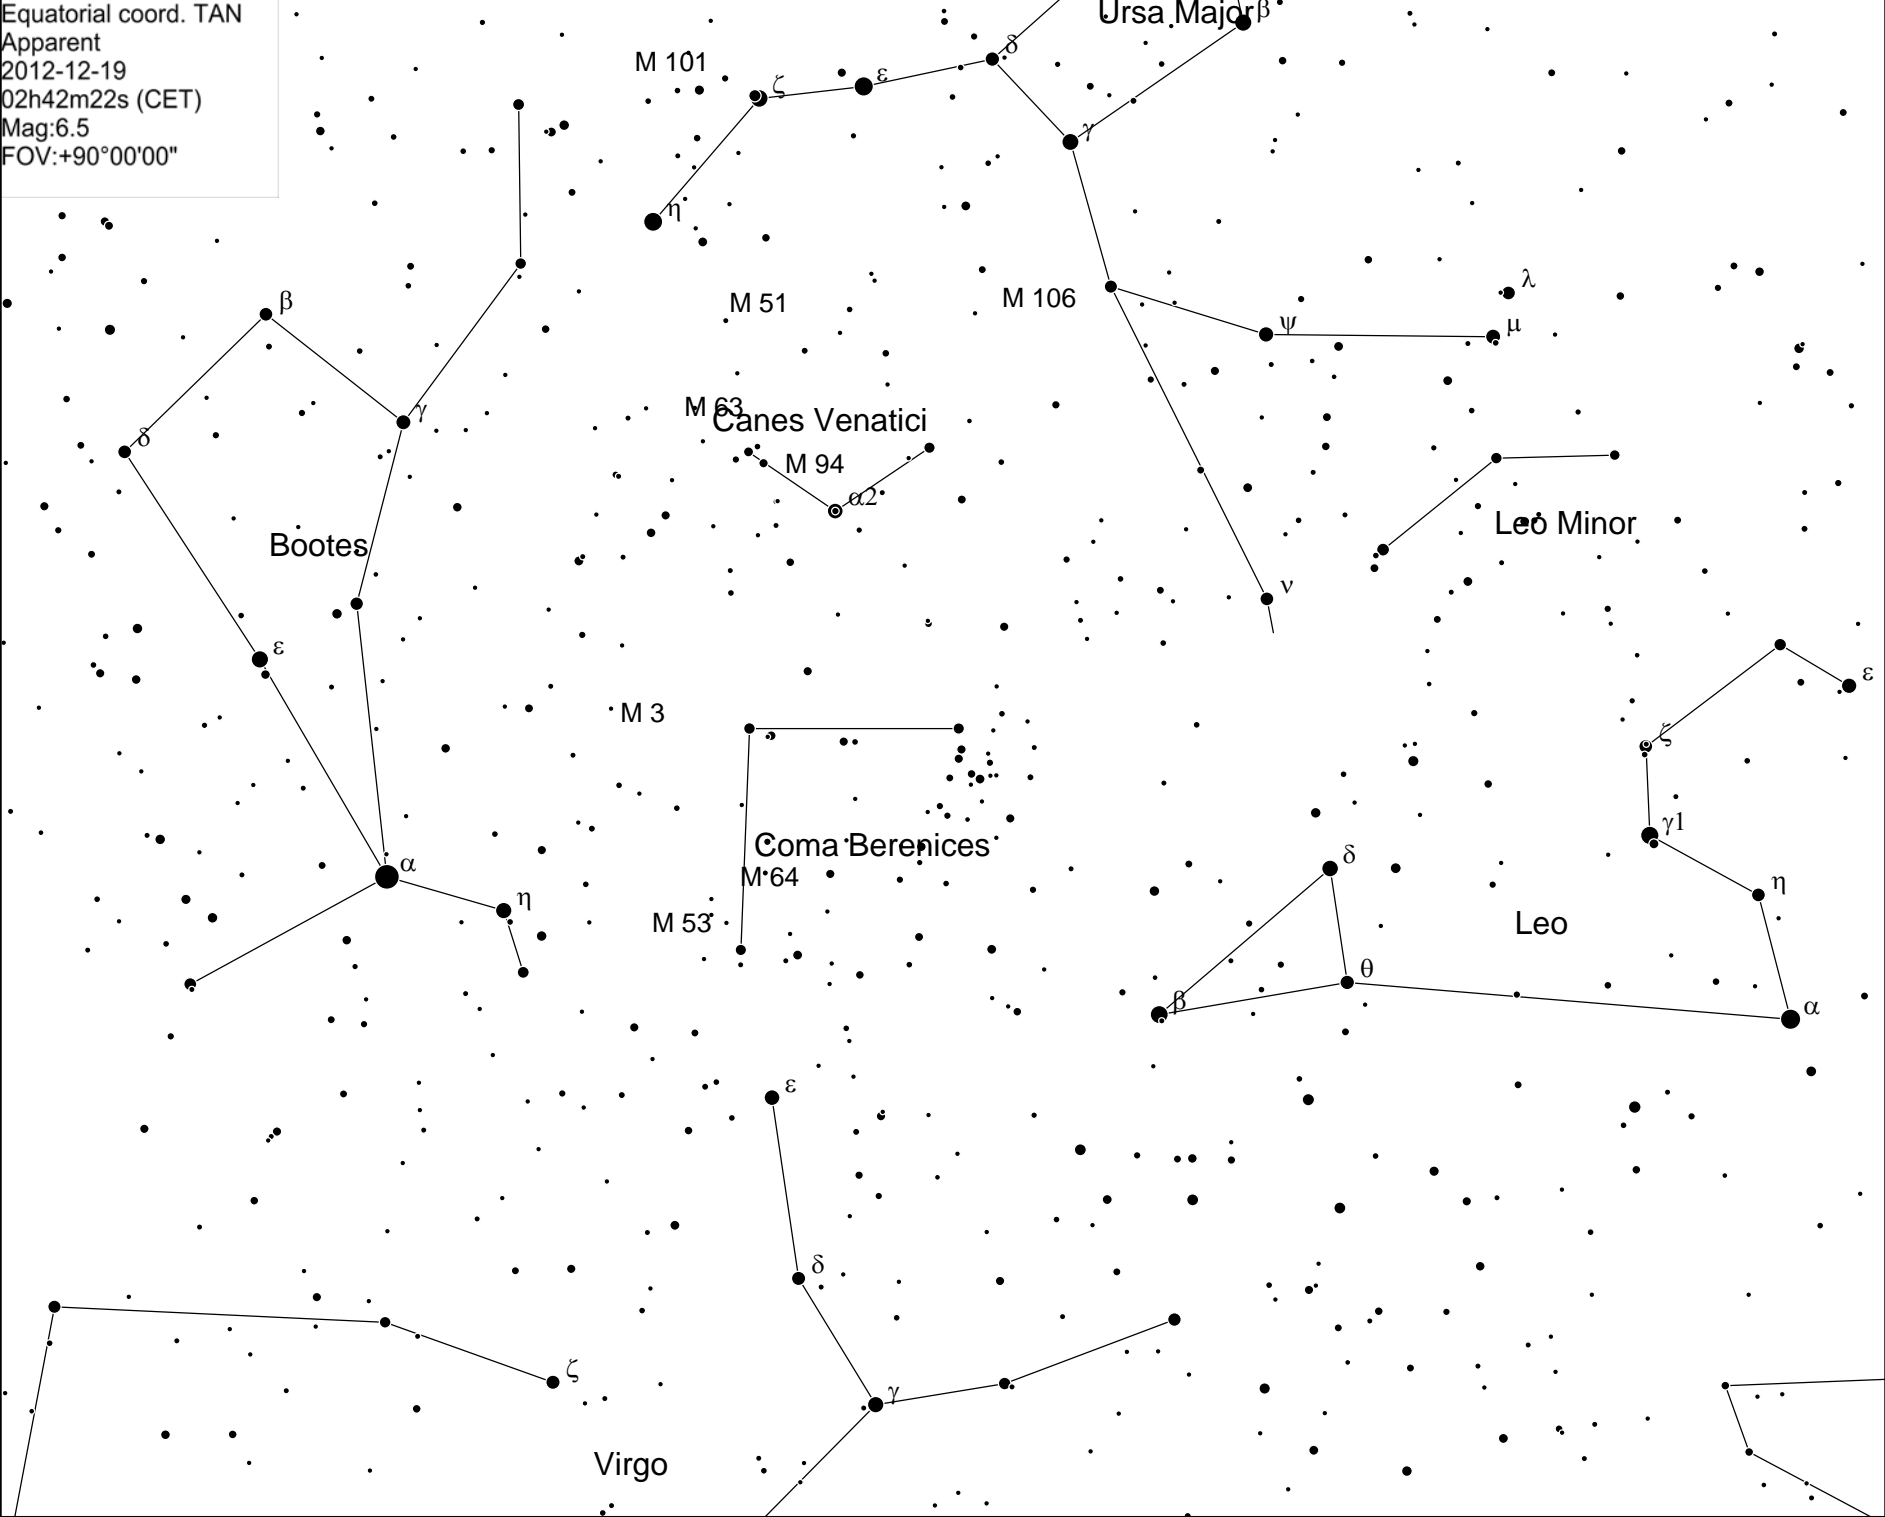 Equatorial coord. TAN
Apparent
2012-12-19
02h42m22s (CET)
Mag:6.5
FOV:+90°00'00"
Ursa Major β
δ
M 101
ζ ε
γ
η
λ
M 51 M 106
β
ψ μ
M 63
Canes Venatici
γ
δ
M 94
α2
Leo Minor
Bootes
ν
ε
ε
M 3
ζ
γ1
Coma Berenices
δ
α
M 64
η
η
M 53
Leo
θ
β
α
ε
δ
ζ
γ
Virgo